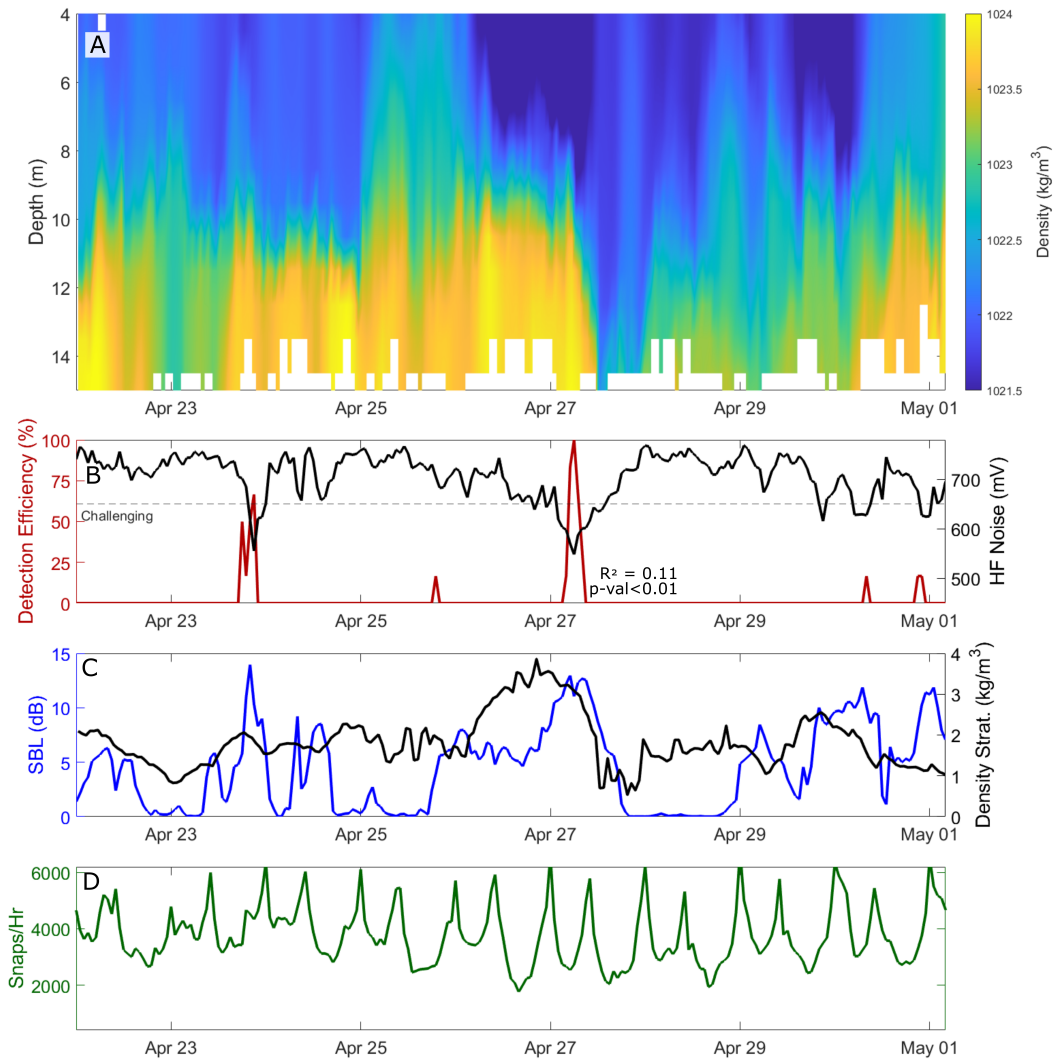 A
4
6
8
10
12
14
Depth (m)
Apr 23
Apr 25
Apr 27
Apr 29
May 01
1024
1023.5
1023
1022.5
1022
1021.5
Density (kg/m³)
B
100
75
50
25
0
Detection Efficiency (%)
Challenging
R² = 0.11
p-val<0.01
700
600
500
HF Noise (mV)
Apr 23
Apr 25
Apr 27
Apr 29
May 01
C
15
10
5
0
SBL (dB)
4
3
2
1
0
Density Strat. (kg/m³)
Apr 23
Apr 25
Apr 27
Apr 29
May 01
D
6000
4000
2000
Snaps/Hr
Apr 23
Apr 25
Apr 27
Apr 29
May 01